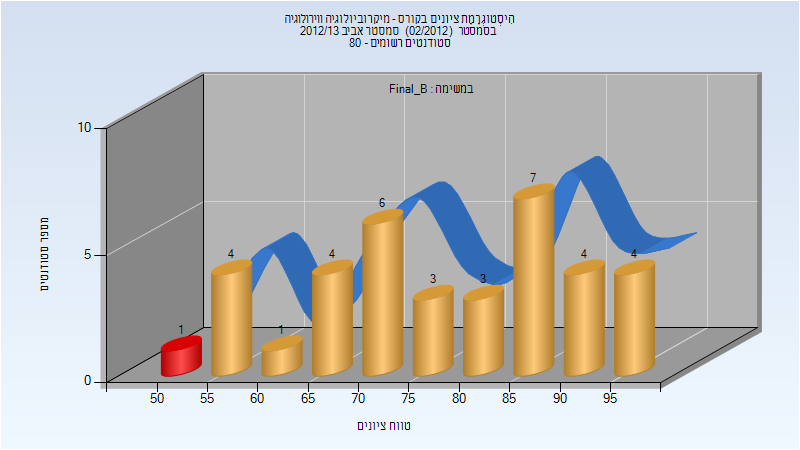 הִיסְטוֹגְרָמַת ציונים בקורס - מיקרוביולוגיה ווירולוגיה
בסמסטר (02/2012) סמסטר אביב 2012/13
סטודנטים רשומים - 80
במשימה : Final_B
מספר סטודנטים
10
5
0
1
4
1
4
6
3
3
7
4
4
50 55 60 65 70 75 80 85 90 95
טווח ציונים